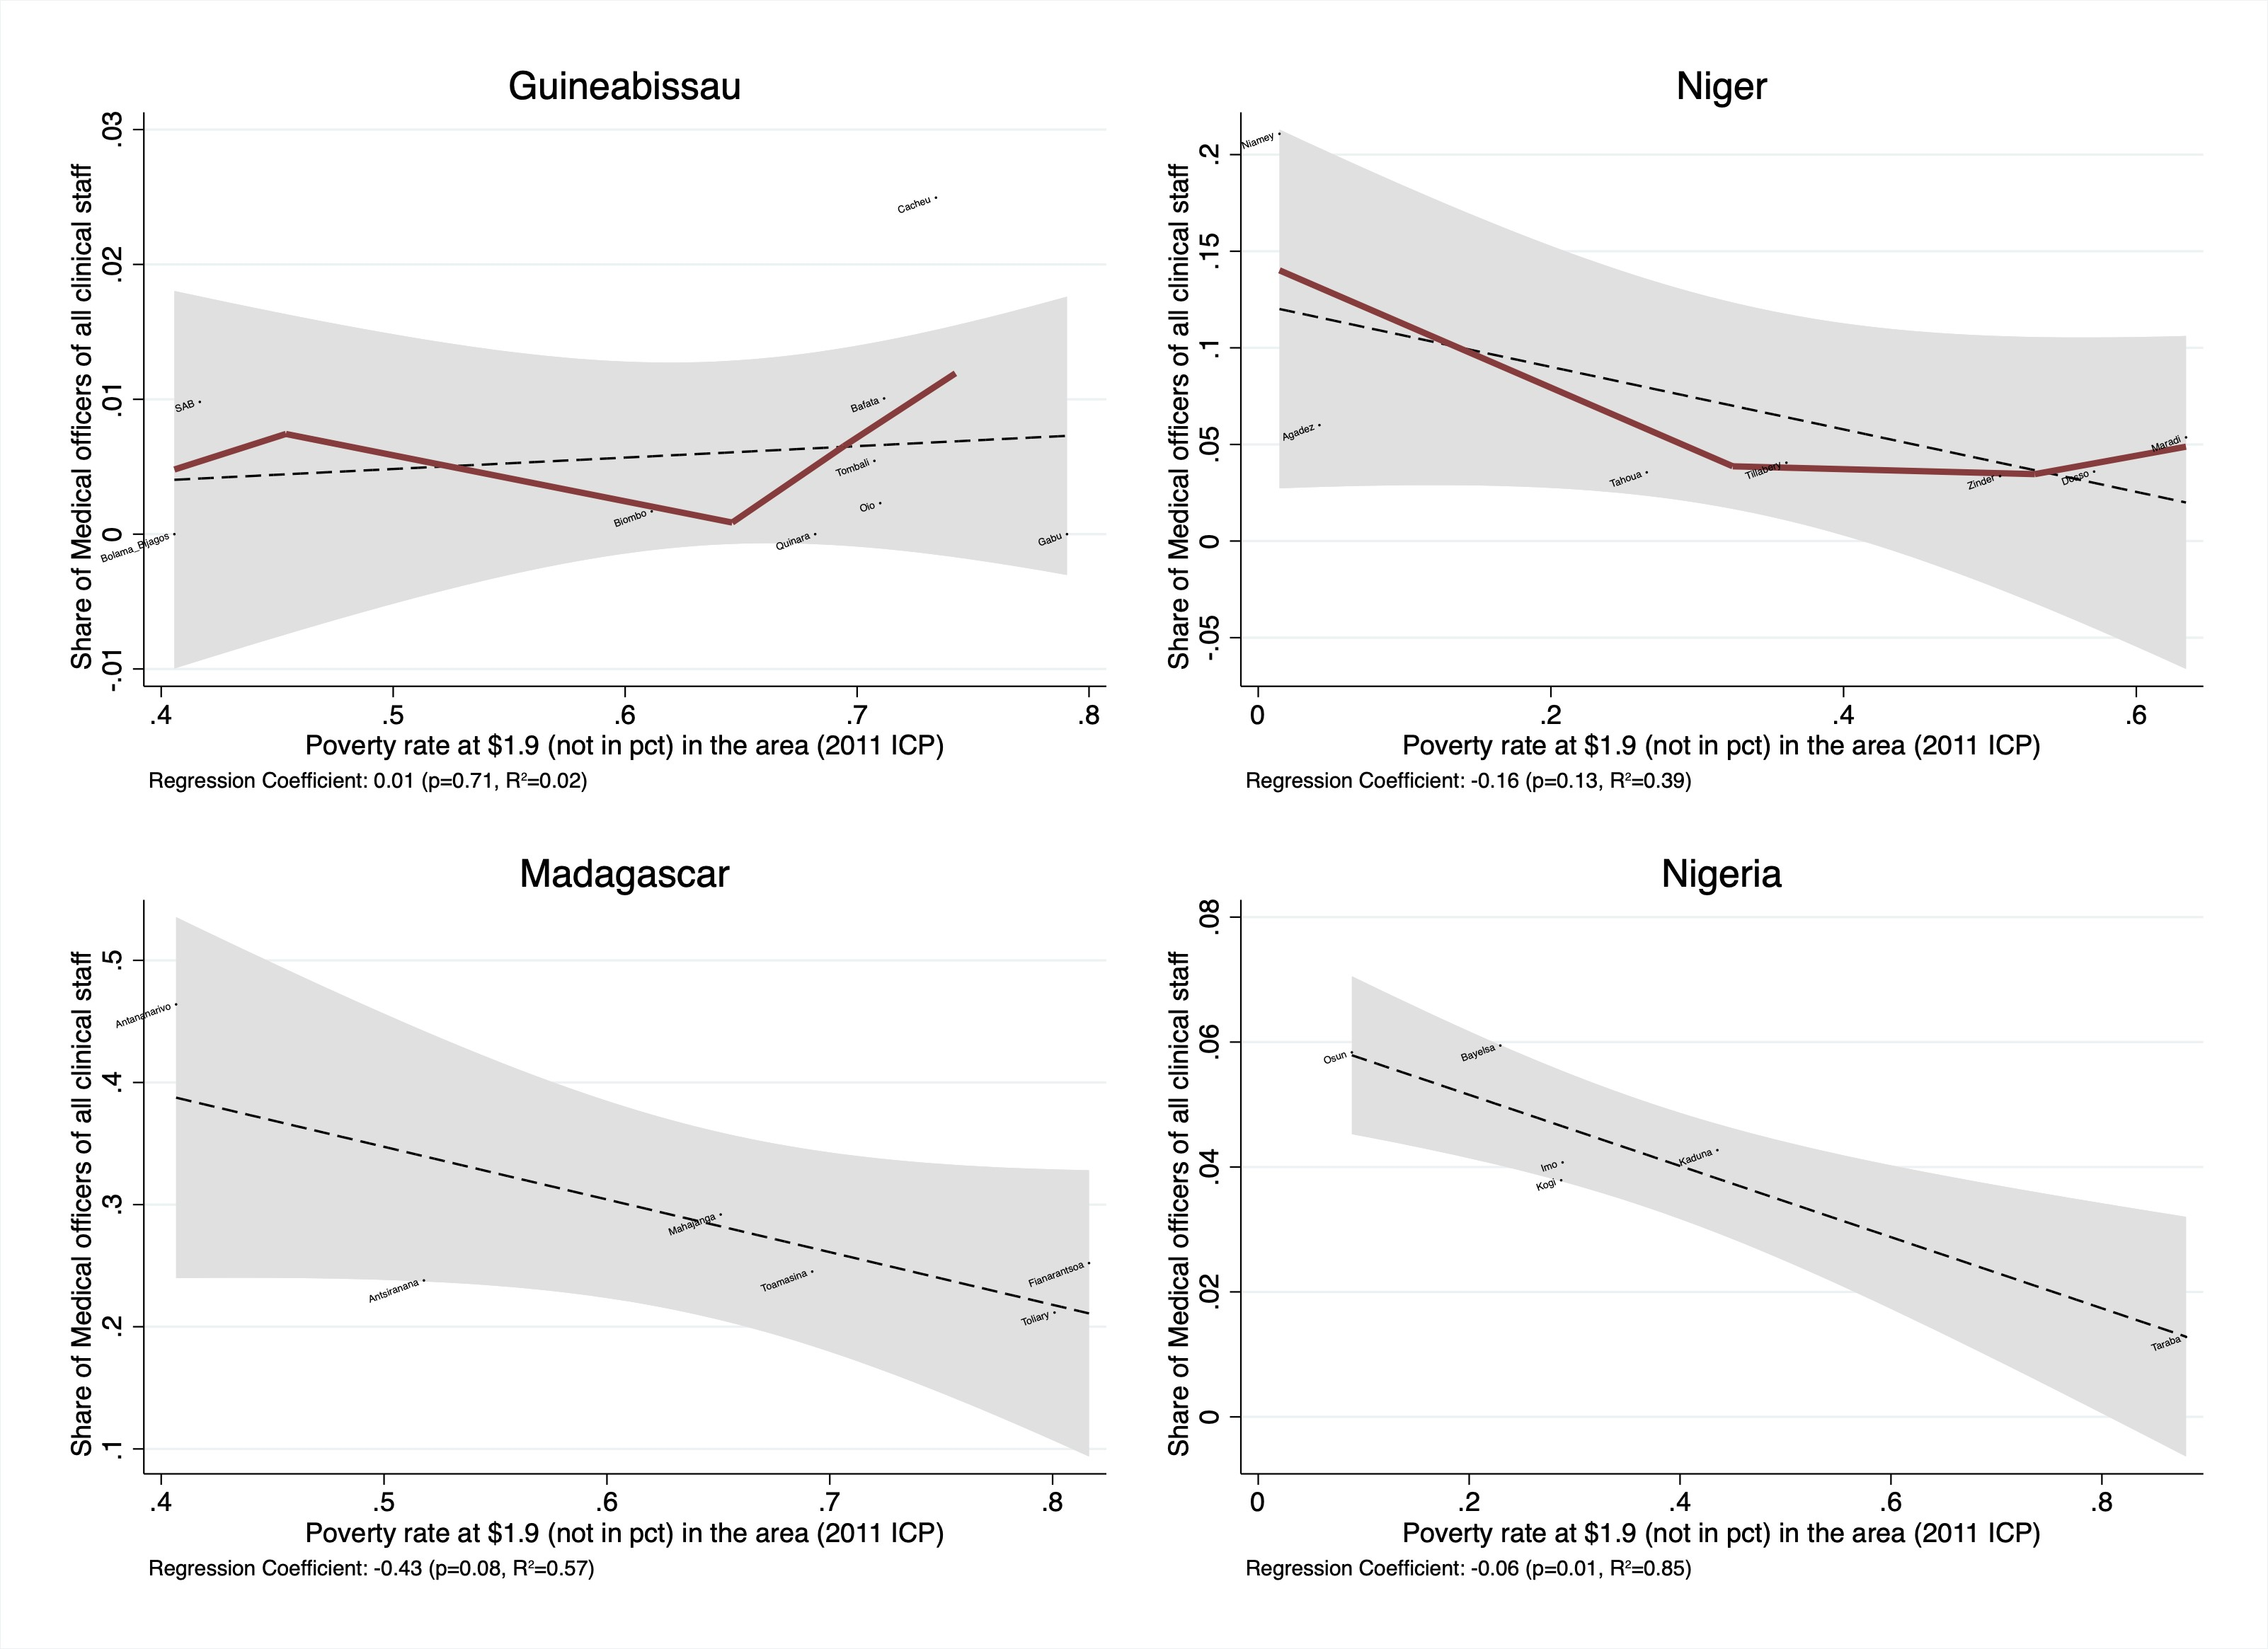 Guineabissau
Share of Medical officers of all clinical staff
.03
.02
.01
0
-.01
Cacheu
SAB
Bafata
Tombali
Oio
Biombo
Quinara
Gabu
Bolama_Bijagos
.4 .5 .6 .7 .8
Poverty rate at $1.9 (not in pct) in the area (2011 ICP)
Regression Coefficient: 0.01 (p=0.71, R²=0.02)
Niger
Share of Medical officers of all clinical staff
.2
.15
.1
.05
0
-.05
Niamey
Agadez
Tahoua
Tillabery
Zinder
Dosso
Maradi
0 .2 .4 .6
Poverty rate at $1.9 (not in pct) in the area (2011 ICP)
Regression Coefficient: -0.16 (p=0.13, R²=0.39)
Madagascar
Share of Medical officers of all clinical staff
.5
.4
.3
.2
.1
Antananarivo
Antsiranana
Mahajanga
Toamasina
Fianarantsoa
Toliary
.4 .5 .6 .7 .8
Poverty rate at $1.9 (not in pct) in the area (2011 ICP)
Regression Coefficient: -0.43 (p=0.08, R²=0.57)
Nigeria
Share of Medical officers of all clinical staff
.08
.06
.04
.02
0
Osun
Bayelsa
Imo
Kogi
Kaduna
Taraba
0 .2 .4 .6 .8
Poverty rate at $1.9 (not in pct) in the area (2011 ICP)
Regression Coefficient: -0.06 (p=0.01, R²=0.85)